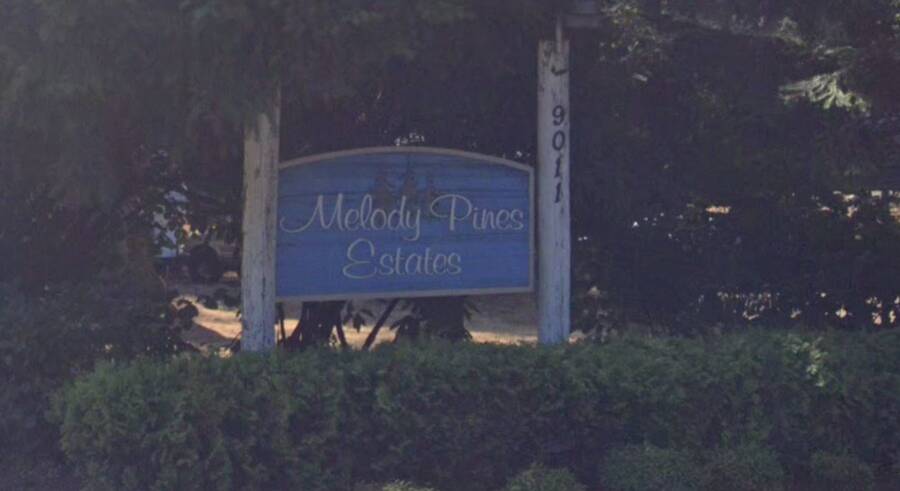 Melody Pines
Estates
9011